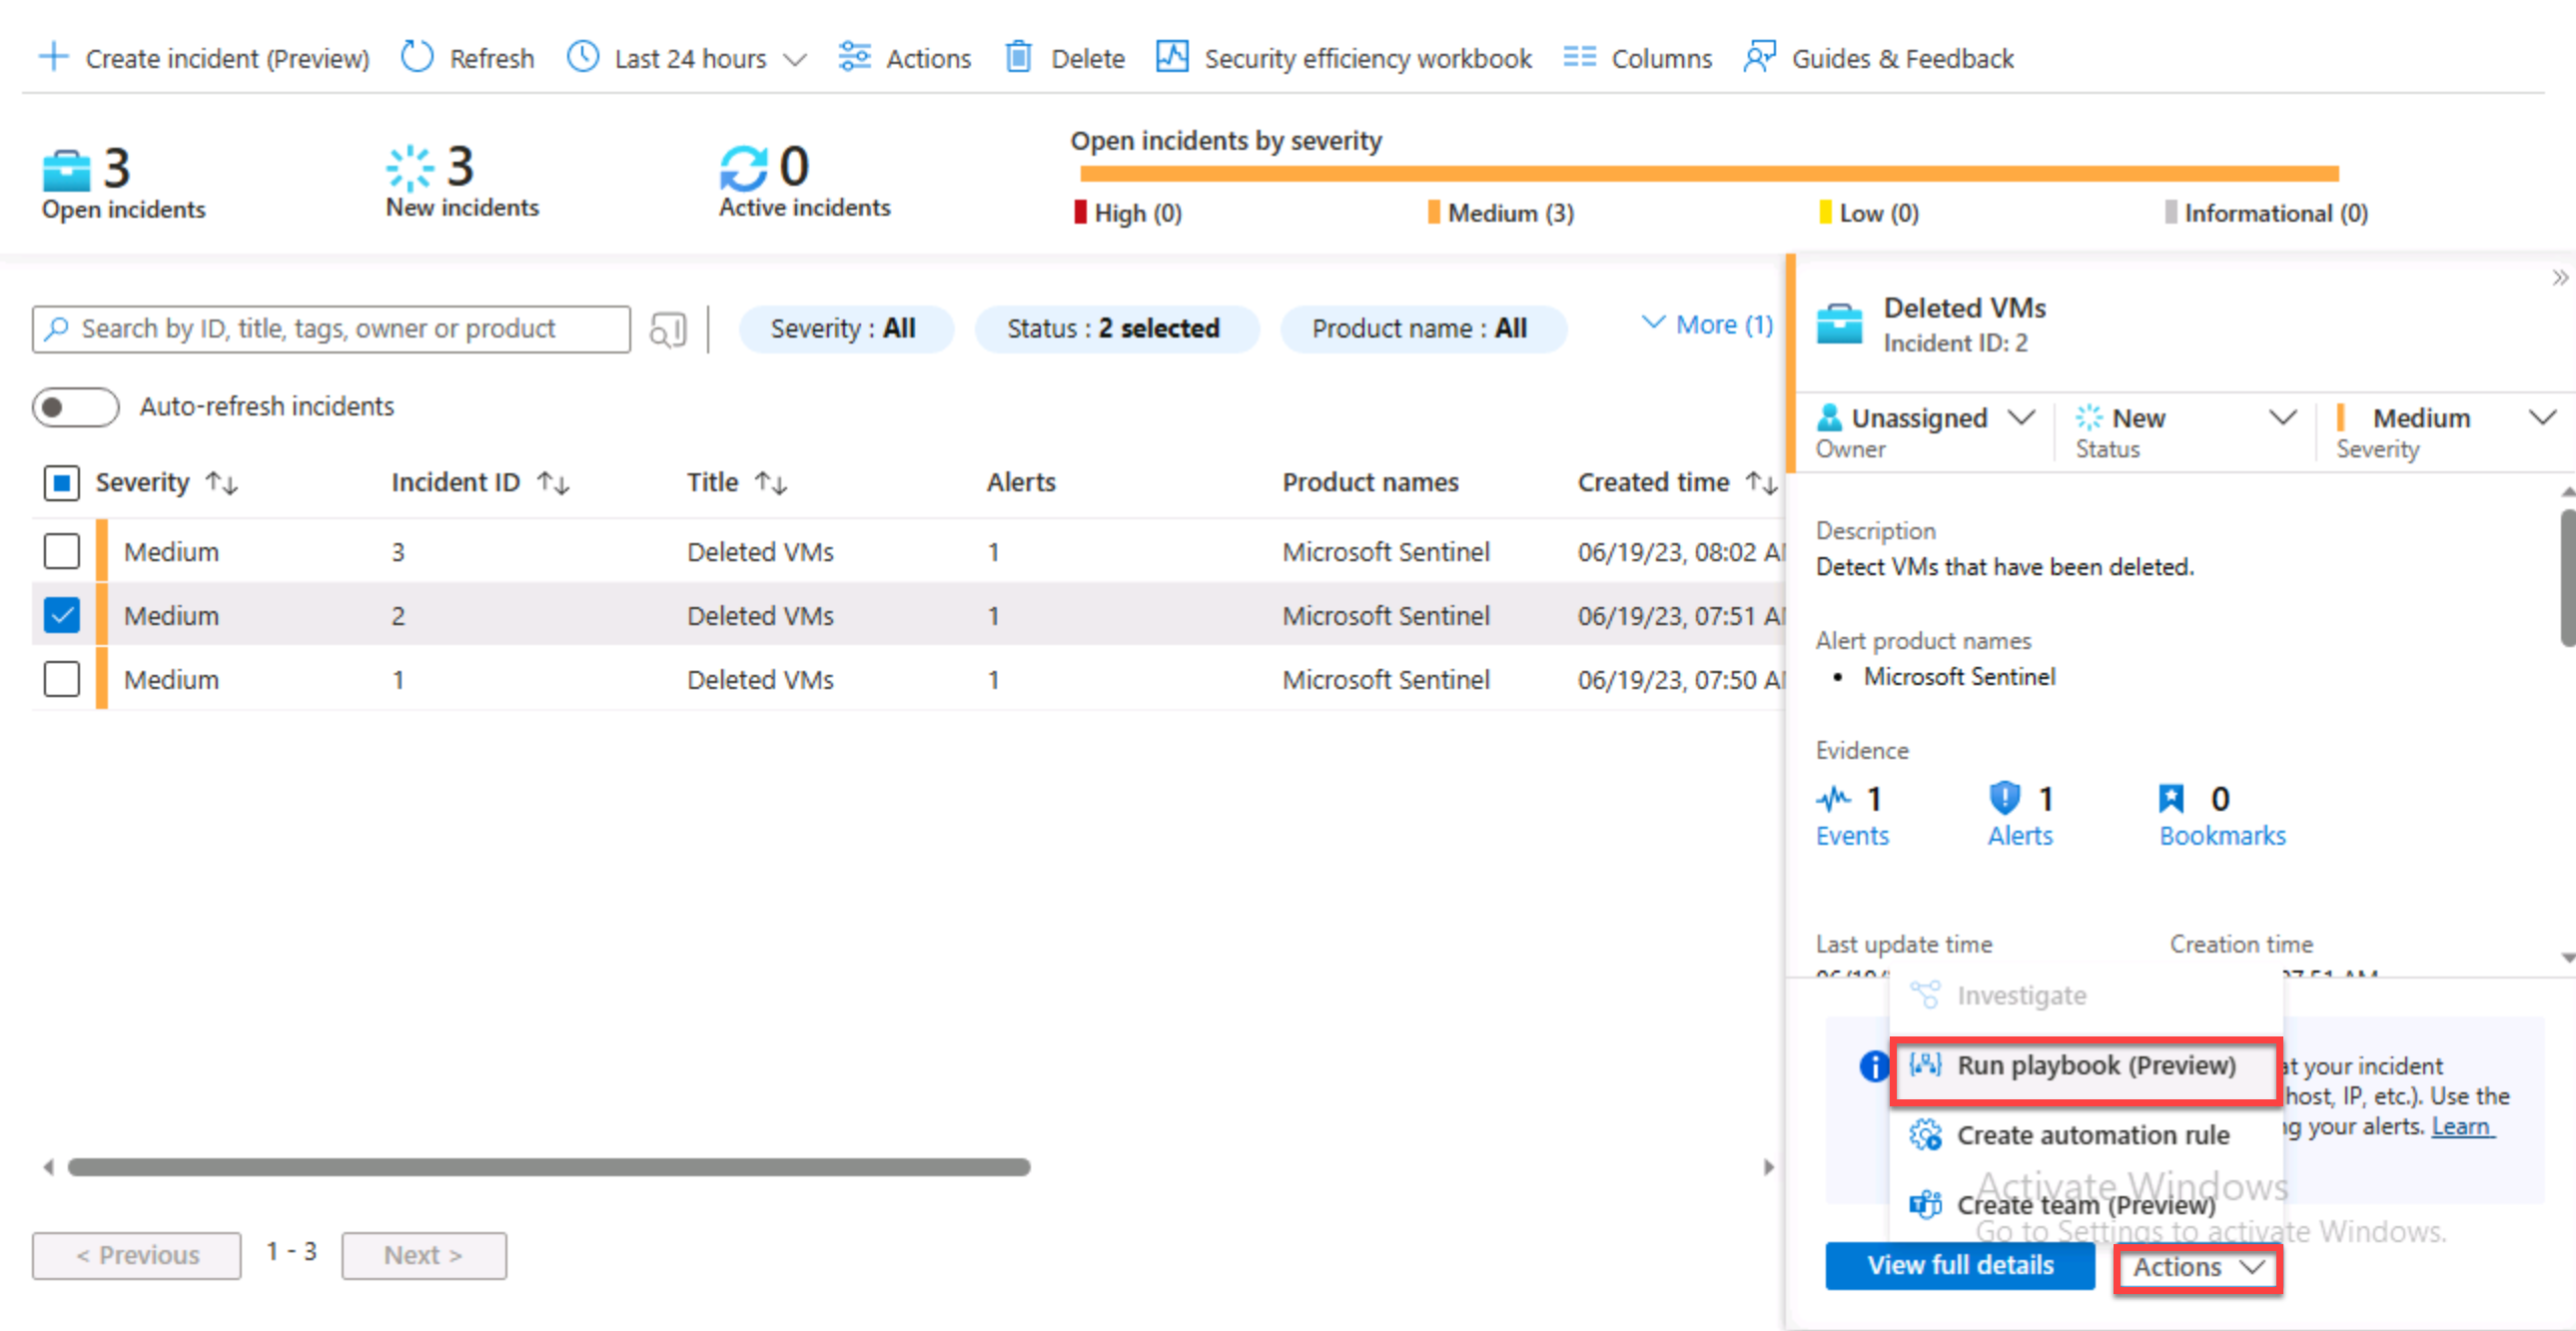 Create incident (Preview) Refresh Last 24 hours Actions Delete Security efficiency workbook Columns Guides & Feedback
3
Open incidents
3
New incidents
0
Active incidents
Open incidents by severity
High (0) Medium (3) Low (0) Informational (0)
Search by ID, title, tags, owner or product
Severity : All
Status : 2 selected
Product name : All
More (1)
Auto-refresh incidents
Severity Incident ID Title Alerts Product names Created time
Medium 3 Deleted VMs 1 Microsoft Sentinel 06/19/23, 08:02 A
Medium 2 Deleted VMs 1 Microsoft Sentinel 06/19/23, 07:51 A
Medium 1 Deleted VMs 1 Microsoft Sentinel 06/19/23, 07:50 A
< Previous 1 - 3 Next >
Deleted VMs
Incident ID: 2
Unassigned New Medium
Owner Status Severity
Description
Detect VMs that have been deleted.
Alert product names
• Microsoft Sentinel
Evidence
1 1 0
Events Alerts Bookmarks
Last update time Creation time
07:51 AM
Investigate
Run playbook (Preview)
Create automation rule
Create team (Preview)
at your incident
host, IP, etc.). Use the
your alerts. Learn
Activate Windows
Go to Settings to activate Windows.
View full details Actions